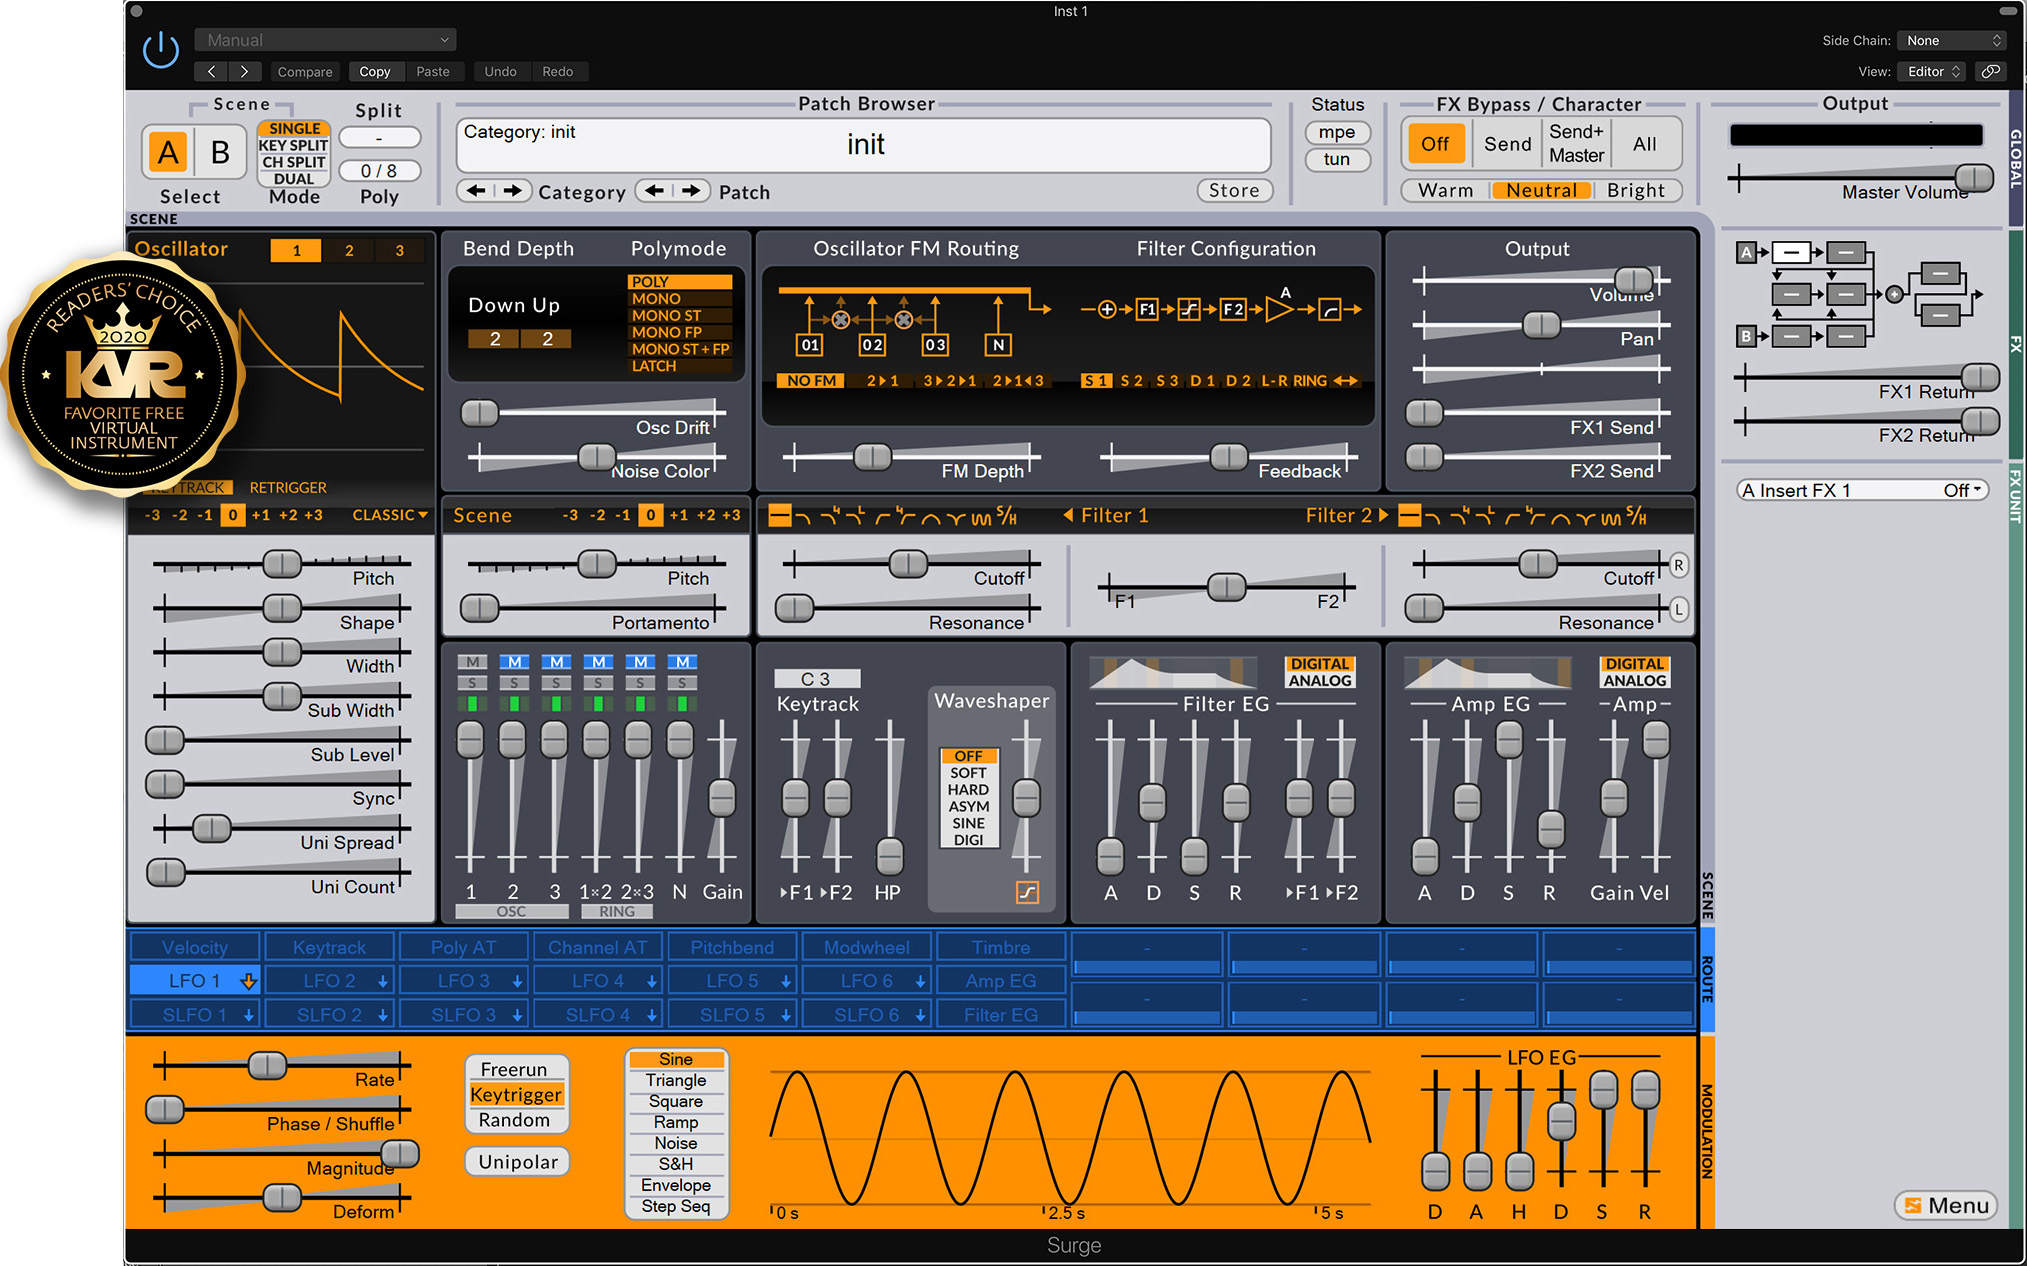 Inst 1
Manual
Side Chain: None
Compare Copy Paste Undo Redo
View: Editor
Scene
A B
Select
SINGLE
KEY SPLIT
CH SPLIT
DUAL
Mode
Split
-
0 / 8
Poly
Patch Browser
Category: init
init
Category Patch Store
Status
mpe
tun
FX Bypass / Character
Off Send Send+ Master All
Warm Neutral Bright
Output
Master Volume
GLOBAL
SCENE
Oscillator 1 2 3
READERS' CHOICE
2020
KVR
FAVORITE FREE
VIRTUAL
INSTRUMENT
KEYTRACK RETRIGGER
-3 -2 -1 0 +1 +2 +3 CLASSIC
Pitch
Shape
Width
Sub Width
Sub Level
Sync
Uni Spread
Uni Count
Bend Depth Polymode
Down Up
2 2
POLY
MONO
MONO ST
MONO FP
MONO ST + FP
LATCH
Osc Drift
Noise Color
Scene -3 -2 -1 0 +1 +2 +3
Pitch
Portamento
Oscillator FM Routing Filter Configuration
A
F1 F2
O1 O2 O3 N
NO FM 2▸1 3▸2▸1 2▸1◂3
S 1 S 2 S 3 D 1 D 2 L-R RING
FM Depth Feedback
Output
Volume
Pan
FX1 Send
FX2 Send
S/H Filter 1 Filter 2 S/H
Cutoff
Resonance
F1 F2
Cutoff R
Resonance L
M M M M M M
S S S S S S
1 2 3 1×2 2×3 N Gain
OSC RING
C 3
Keytrack
▸F1 ▸F2 HP
Waveshaper
OFF
SOFT
HARD
ASYM
SINE
DIGI
DIGITAL
ANALOG
Filter EG
A D S R ▸F1 ▸F2
DIGITAL
ANALOG
Amp EG Amp
A D S R Gain Vel
SCENE
A
B
FX1 Return
FX2 Return
FX
A Insert FX 1 Off
FX UNIT
Velocity Keytrack Poly AT Channel AT Pitchbend Modwheel Timbre - - - -
LFO 1 LFO 2 LFO 3 LFO 4 LFO 5 LFO 6 Amp EG
SLFO 1 SLFO 2 SLFO 3 SLFO 4 SLFO 5 SLFO 6 Filter EG - - - -
ROUTE
Rate
Phase / Shuffle
Magnitude
Deform
Freerun
Keytrigger
Random
Unipolar
Sine
Triangle
Square
Ramp
Noise
S&H
Envelope
Step Seq
0 s 2.5 s 5 s
LFO EG
D A H D S R
MODULATION
Menu
Surge